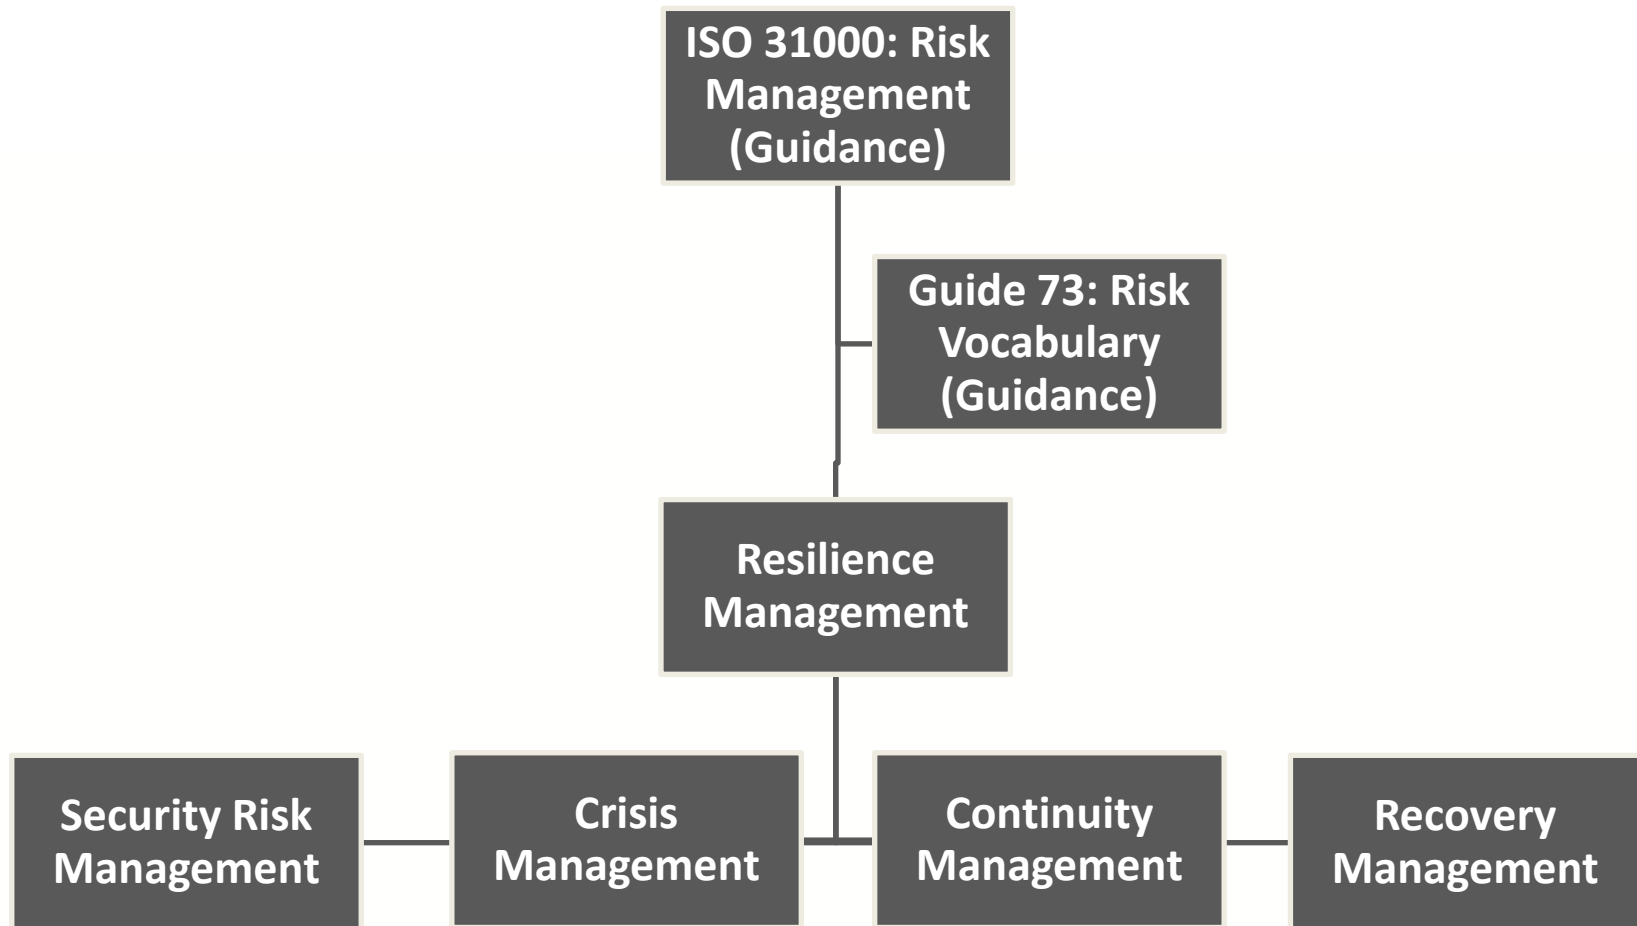 ISO 31000: Risk
Management
(Guidance)
Guide 73: Risk
Vocabulary
(Guidance)
Resilience
Management
Security Risk
Management
Crisis
Management
Continuity
Management
Recovery
Management